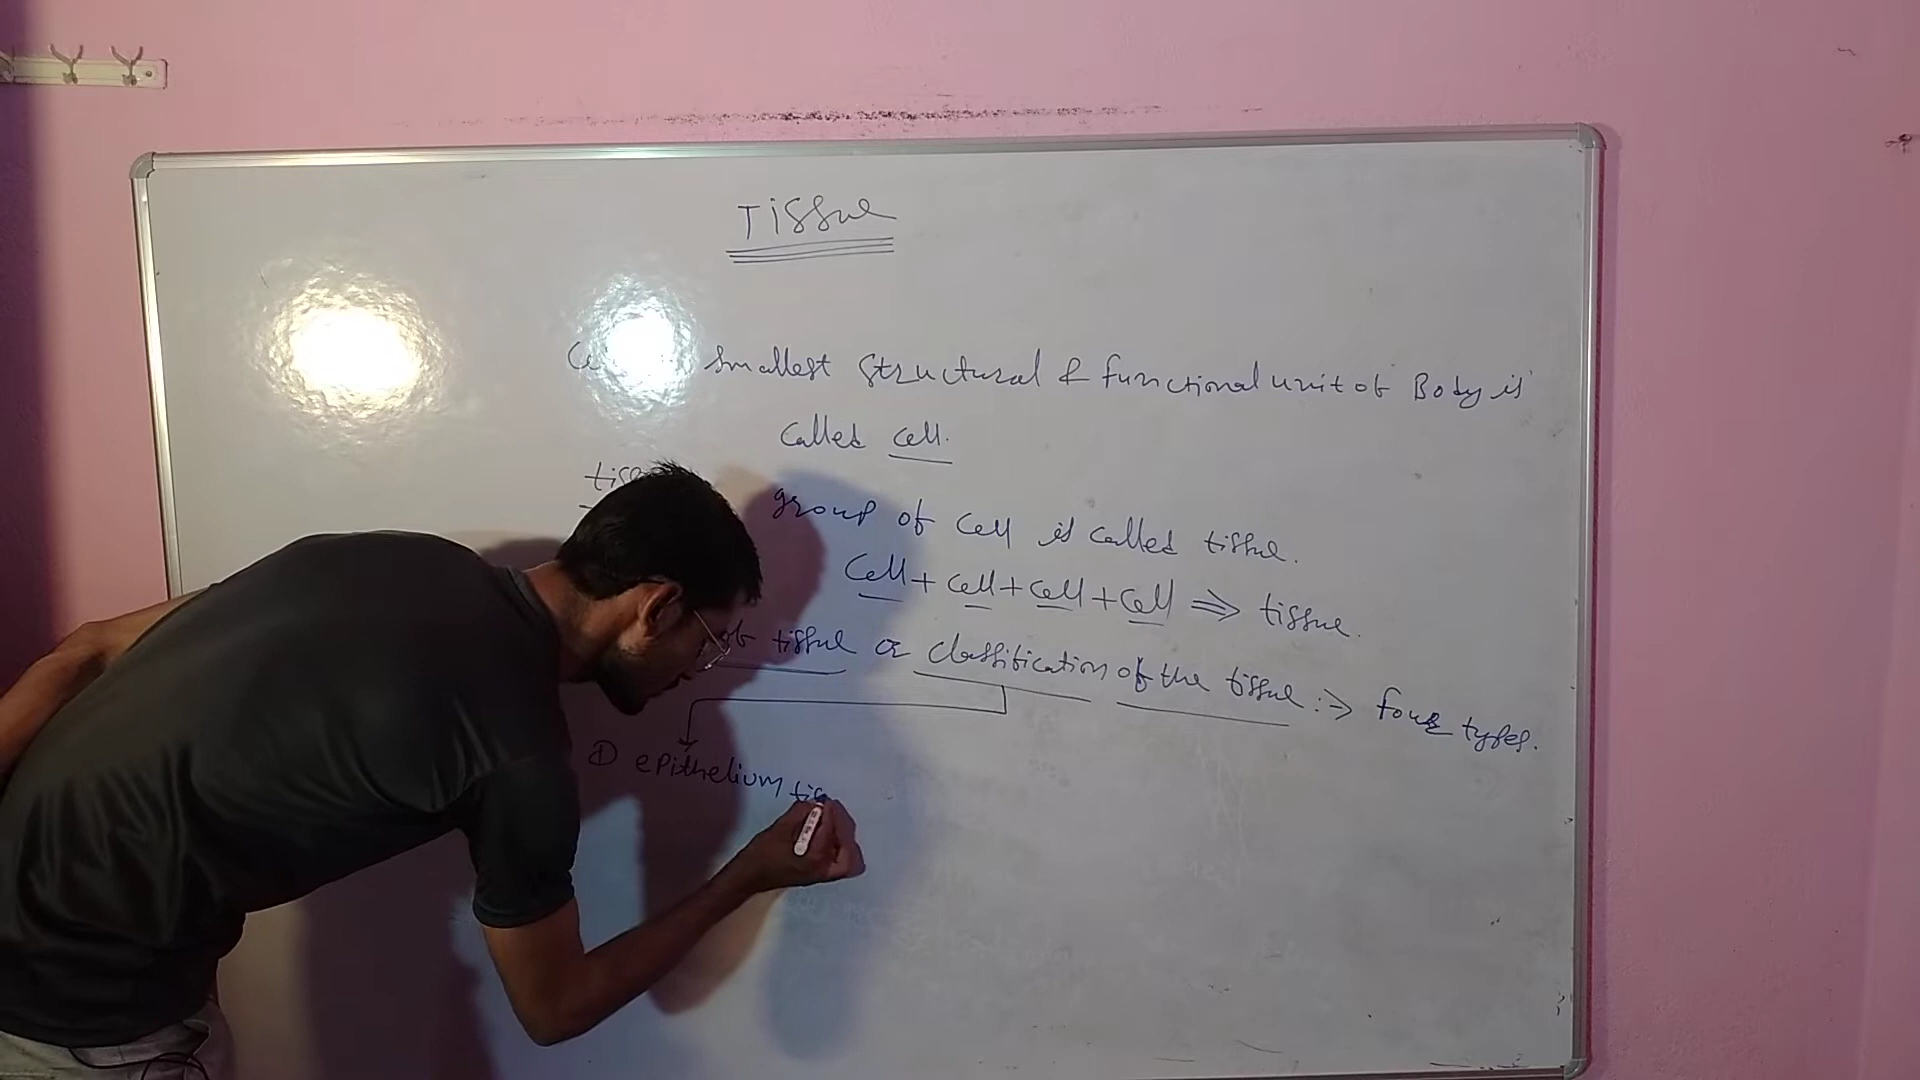 Tissue
smallest structural & functional unit of Body is
called cell.
group of cell is called tissue.
cell + cell + cell + cell ⇒ tissue.
of tissue or classification of the tissue :-> four types.
① epithelium tis